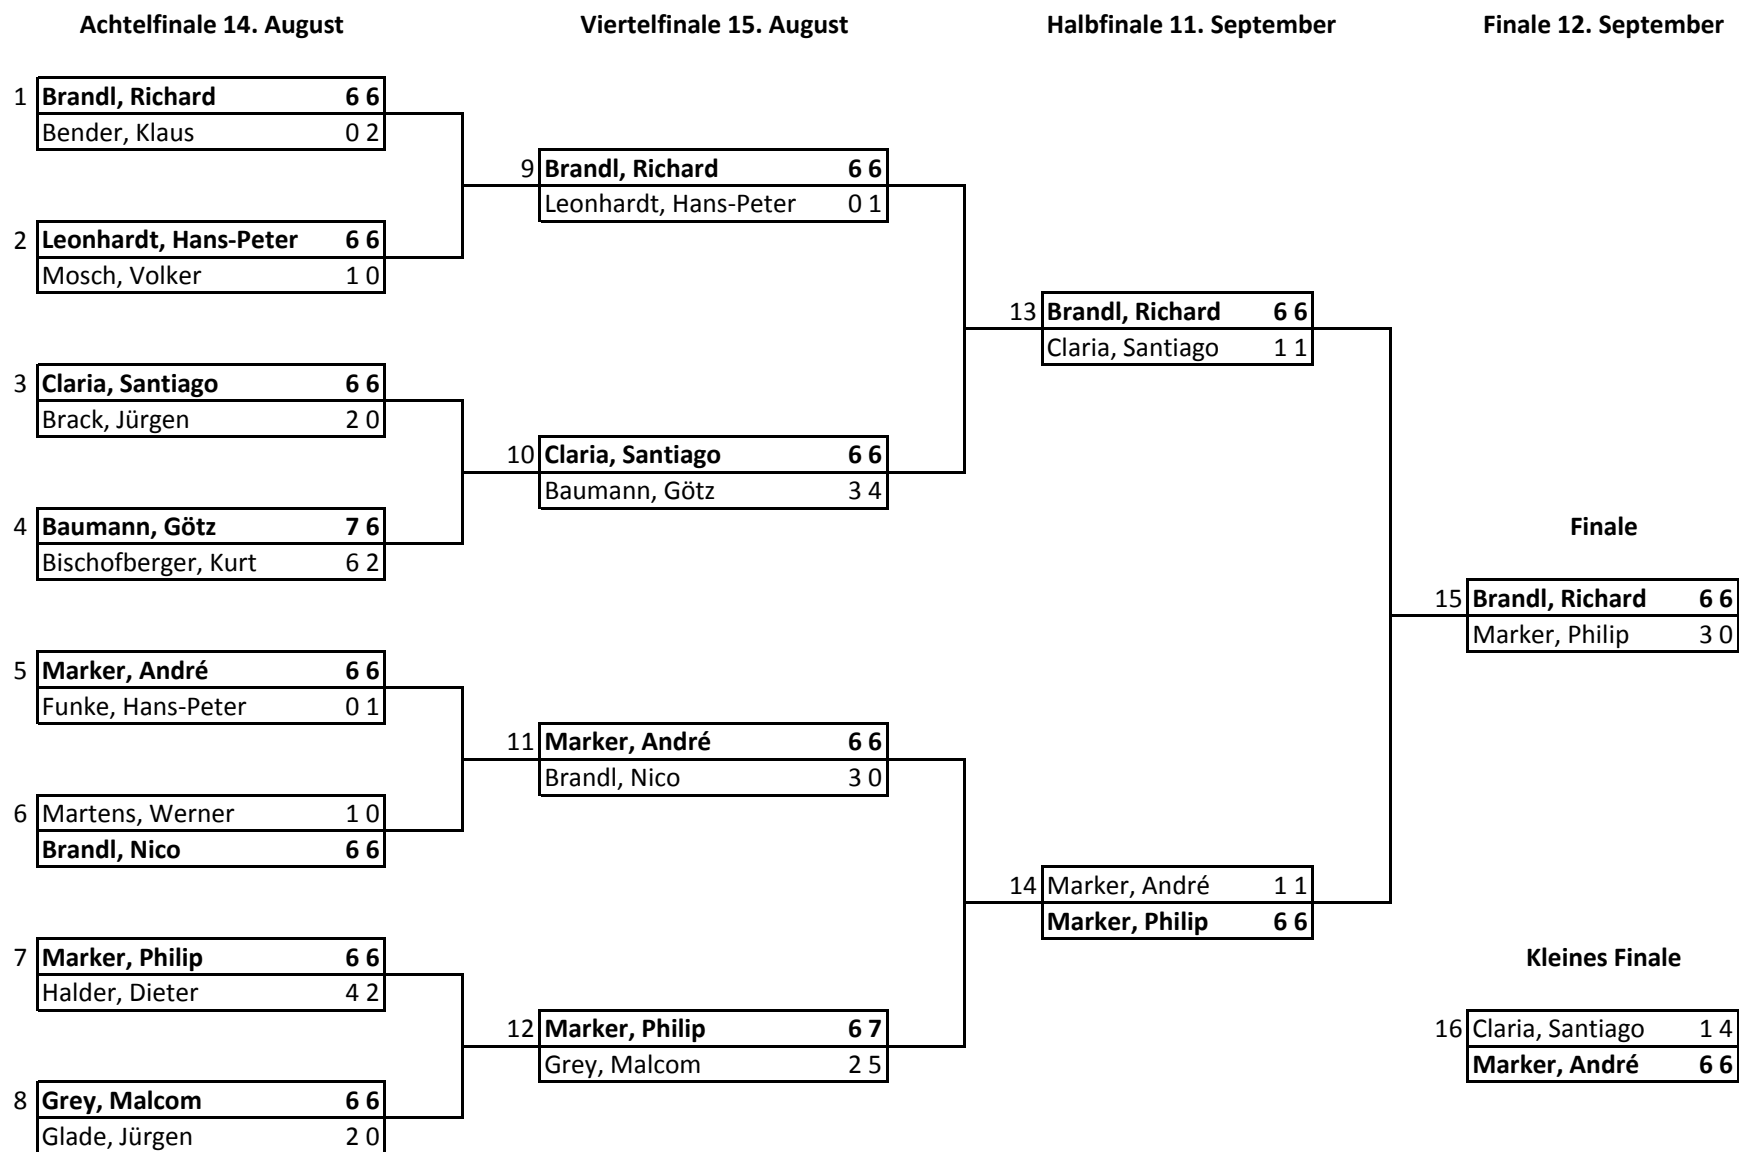 Achtelfinale 14. August Viertelfinale 15. August Halbfinale 11. September Finale 12. September
1 Brandl, Richard 6 6
Bender, Klaus 0 2
2 Leonhardt, Hans-Peter 6 6
Mosch, Volker 1 0
3 Claria, Santiago 6 6
Brack, Jürgen 2 0
4 Baumann, Götz 7 6
Bischofberger, Kurt 6 2
5 Marker, André 6 6
Funke, Hans-Peter 0 1
6 Martens, Werner 1 0
Brandl, Nico 6 6
7 Marker, Philip 6 6
Halder, Dieter 4 2
8 Grey, Malcom 6 6
Glade, Jürgen 2 0
9 Brandl, Richard 6 6
Leonhardt, Hans-Peter 0 1
10 Claria, Santiago 6 6
Baumann, Götz 3 4
11 Marker, André 6 6
Brandl, Nico 3 0
12 Marker, Philip 6 7
Grey, Malcom 2 5
13 Brandl, Richard 6 6
Claria, Santiago 1 1
14 Marker, André 1 1
Marker, Philip 6 6
Finale
15 Brandl, Richard 6 6
Marker, Philip 3 0
Kleines Finale
16 Claria, Santiago 1 4
Marker, André 6 6